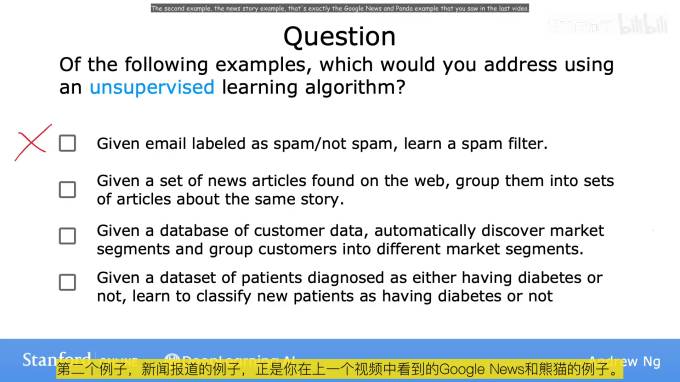 The second example, the news story example, that's exactly the Google News and Panda example that you saw in the last video.
bilibili
Question
Of the following examples, which would you address using
an unsupervised learning algorithm?
Given email labeled as spam/not spam, learn a spam filter.
Given a set of news articles found on the web, group them into sets
of articles about the same story.
Given a database of customer data, automatically discover market
segments and group customers into different market segments.
Given a dataset of patients diagnosed as either having diabetes or
not, learn to classify new patients as having diabetes or not
Stanford
Andrew Ng
第二个例子，新闻报道的例子，正是你在上一个视频中看到的Google News和熊猫的例子。